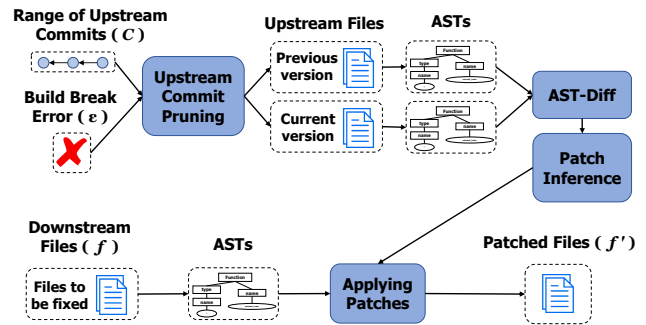 Range of Upstream
Commits ( C )
Build Break
Error ( ε )
Upstream
Commit
Pruning
Upstream Files
Previous
version
Current
version
ASTs
Function
type
name
name
Function
type
name
name
AST-Diff
Patch
Inference
Downstream
Files ( f )
Files to
be fixed
ASTs
Function
type
name
name
Applying
Patches
Patched Files ( f' )